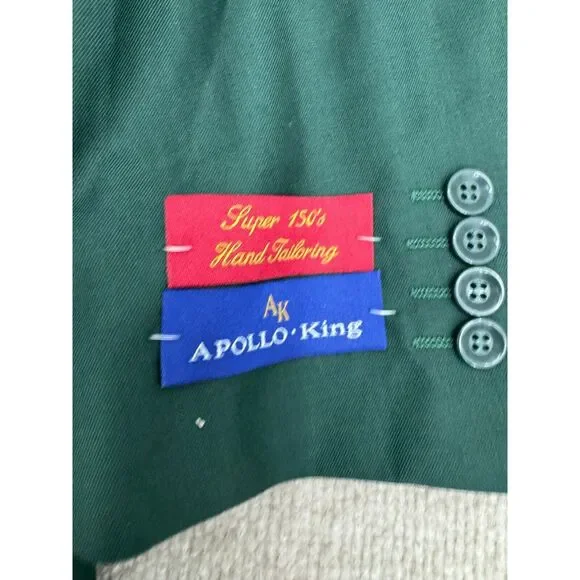 Super 150's
Hand Tailoring
AK
APOLLO·King